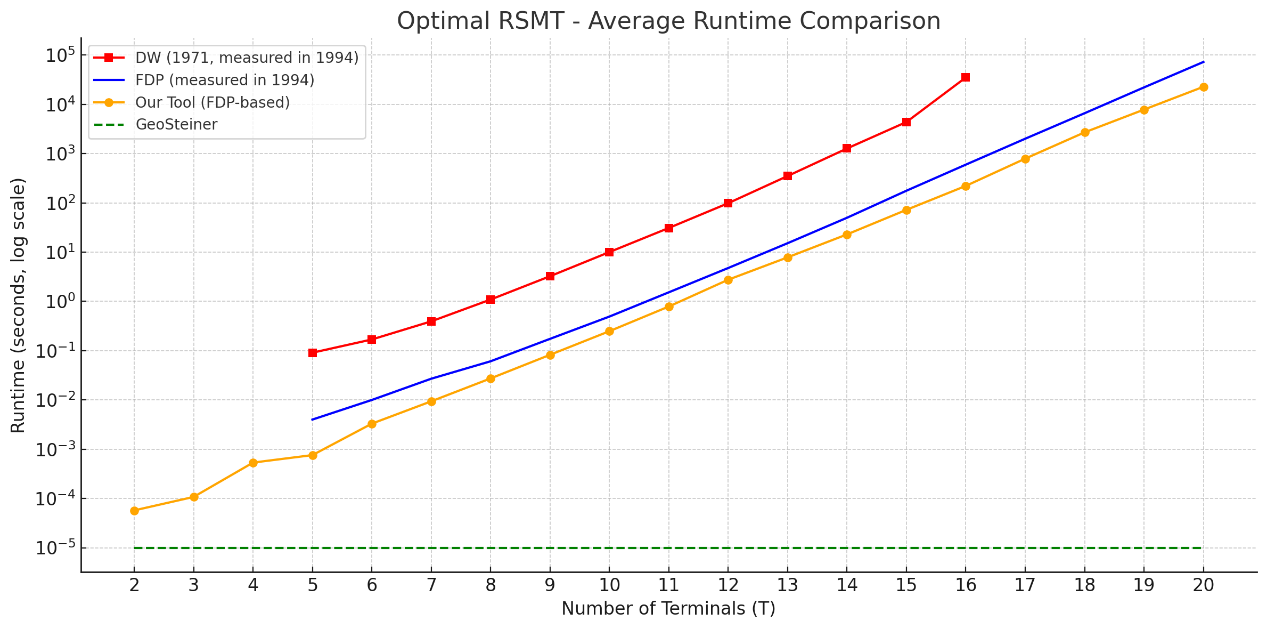 Optimal RSMT - Average Runtime Comparison
DW (1971, measured in 1994)
FDP (measured in 1994)
Our Tool (FDP-based)
GeoSteiner
Runtime (seconds, log scale)
10⁵
10⁴
10³
10²
10¹
10⁰
10⁻¹
10⁻²
10⁻³
10⁻⁴
10⁻⁵
2 3 4 5 6 7 8 9 10 11 12 13 14 15 16 17 18 19 20
Number of Terminals (T)